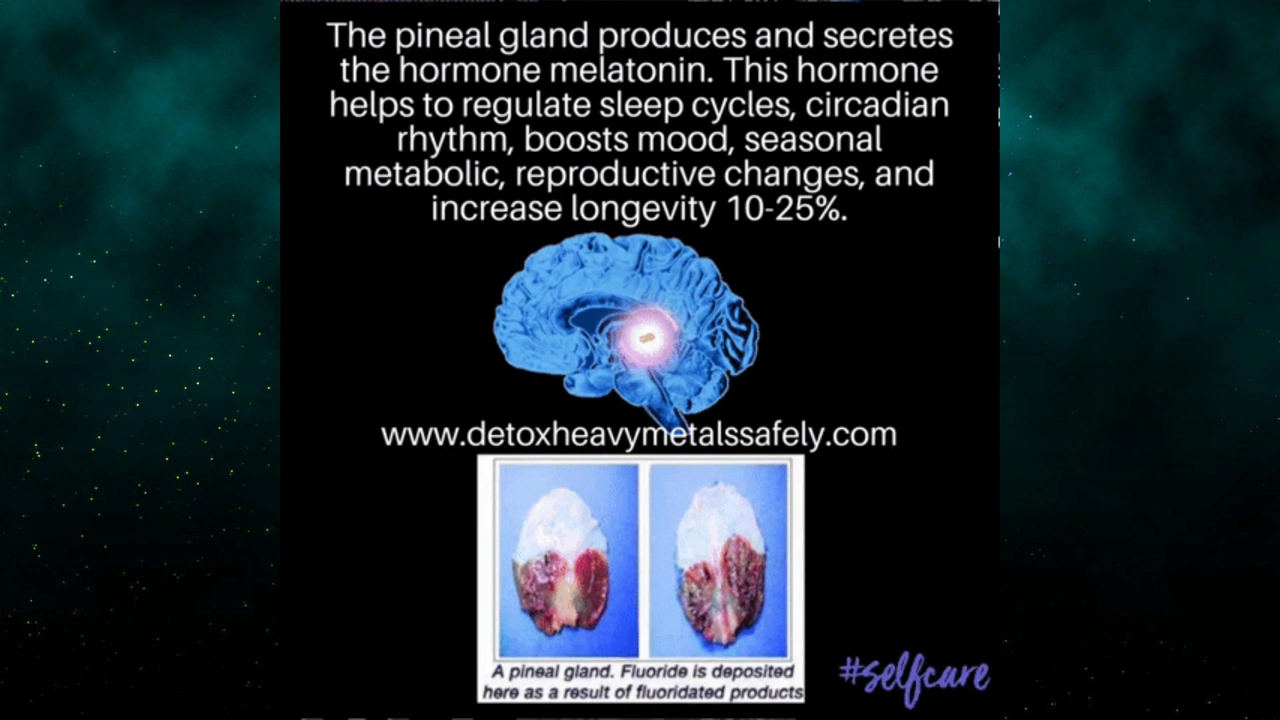 The pineal gland produces and secretes
the hormone melatonin. This hormone
helps to regulate sleep cycles, circadian
rhythm, boosts mood, seasonal
metabolic, reproductive changes, and
increase longevity 10-25%.
www.detoxheavymetalssafely.com
A pineal gland. Fluoride is deposited
here as a result of fluoridated products
#selfcare